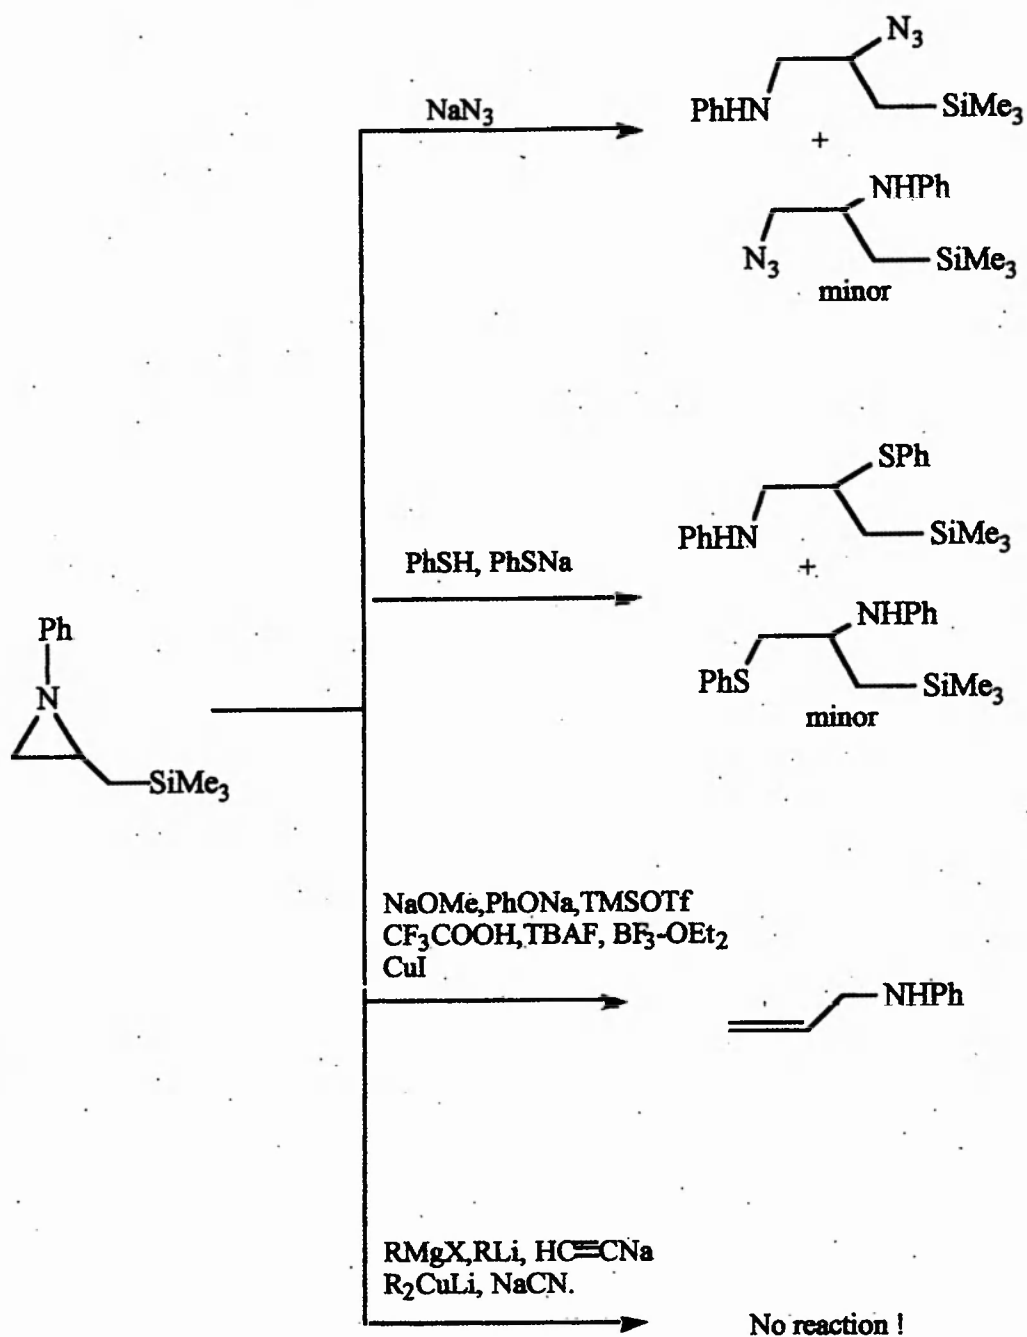 N3
NaN3
PhHN
SiMe3
+
NHPh
N3
SiMe3
minor
SPh
PhSH, PhSNa
PhHN
SiMe3
+
NHPh
Ph
N
PhS
SiMe3
minor
SiMe3
NaOMe,PhONa,TMSOTf
CF3COOH,TBAF, BF3-OEt2
CuI
NHPh
RMgX,RLi, HC≡CNa
R2CuLi, NaCN.
No reaction !